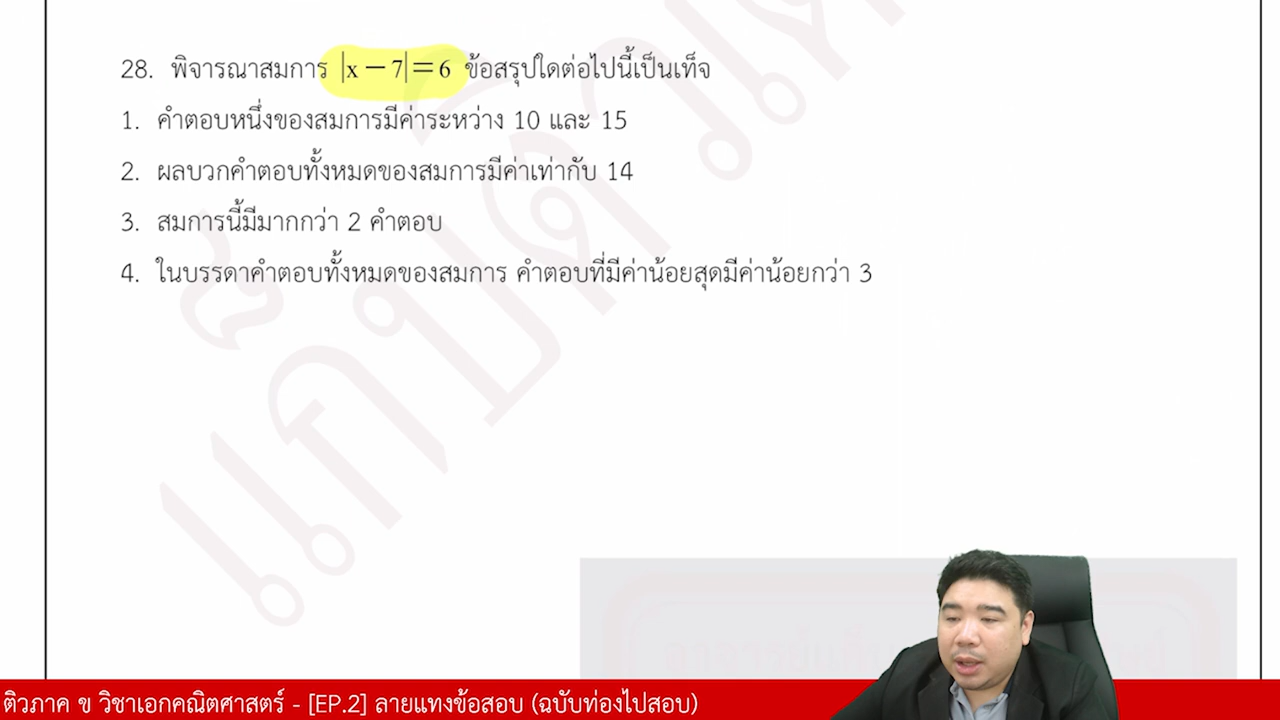 28. พิจารณาสมการ |x − 7| = 6 ข้อสรุปใดต่อไปนี้เป็นเท็จ
1. คำตอบหนึ่งของสมการมีค่าระหว่าง 10 และ 15
2. ผลบวกคำตอบทั้งหมดของสมการมีค่าเท่ากับ 14
3. สมการนี้มีมากกว่า 2 คำตอบ
4. ในบรรดาคำตอบทั้งหมดของสมการ คำตอบที่มีค่าน้อยสุดมีค่าน้อยกว่า 3
ติวภาค ข วิชาเอกคณิตศาสตร์ - [EP.2] ลายแทงข้อสอบ (ฉบับท่องไปสอบ)